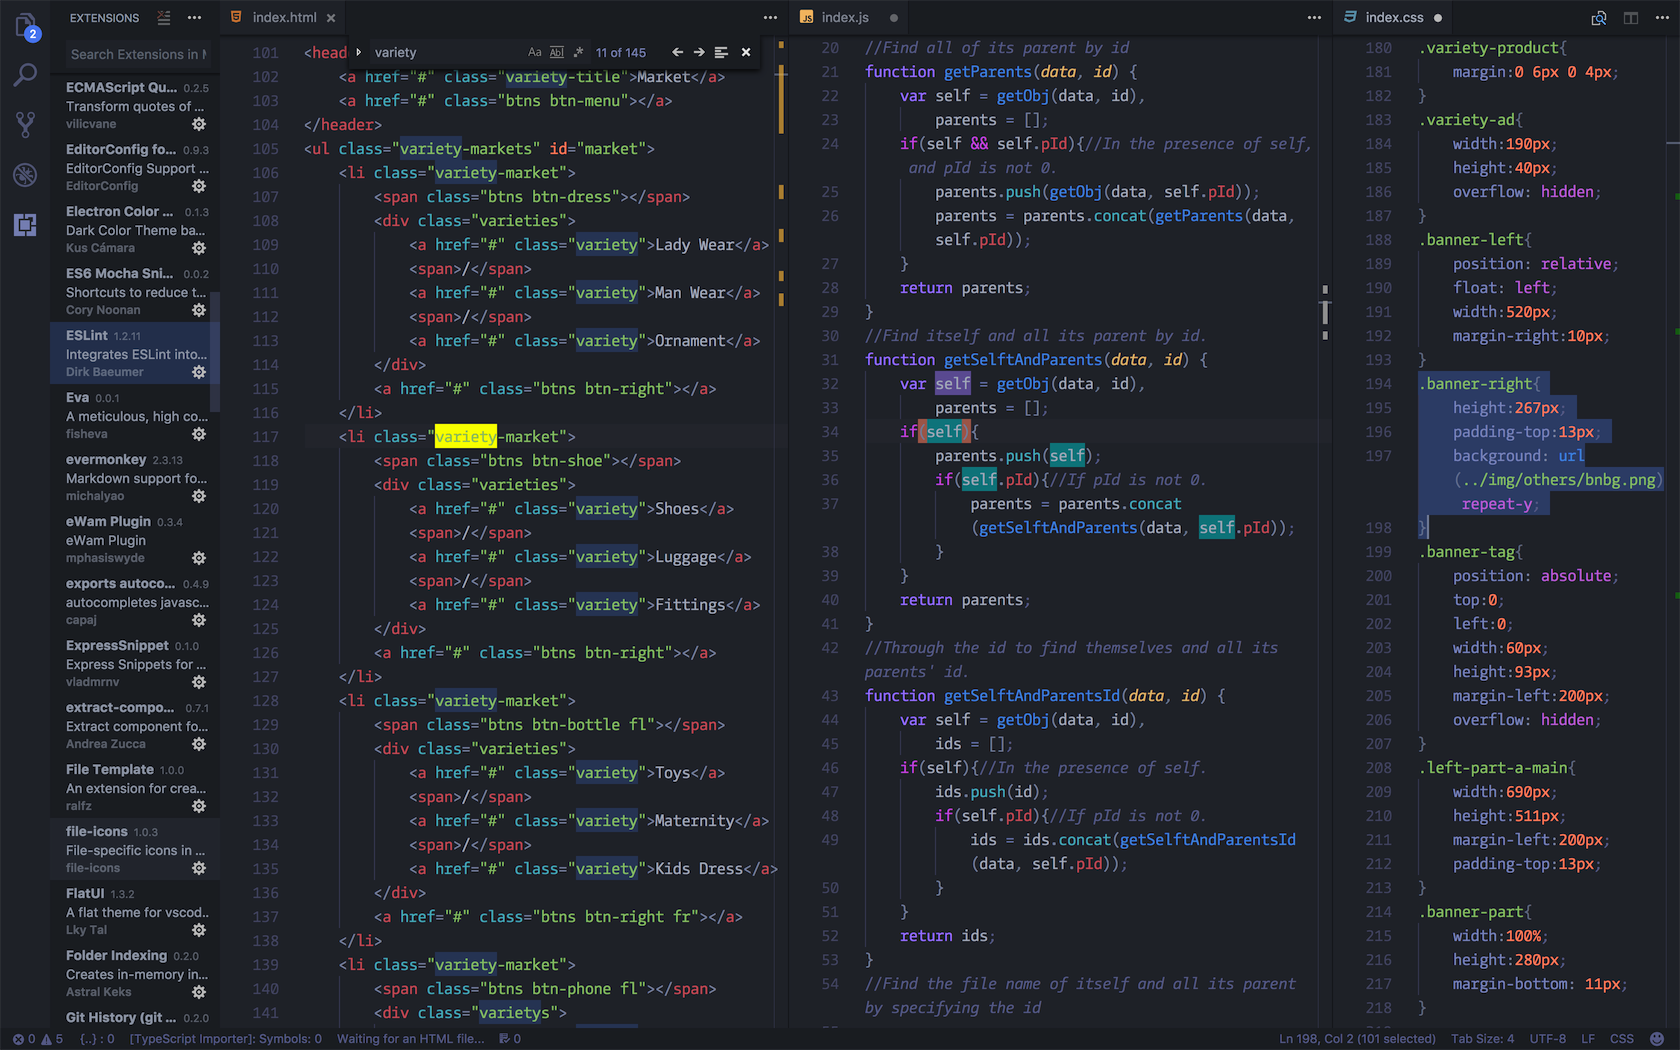 2
EXTENSIONS
Search Extensions in M
ECMAScript Qu... 0.2.5
Transform quotes of ...
vilicvane
EditorConfig fo... 0.9.3
EditorConfig Support ...
EditorConfig
Electron Color ... 0.1.3
Dark Color Theme ba...
Kus Cámara
ES6 Mocha Sni... 0.0.2
Shortcuts to reduce t...
Cory Noonan
ESLint 1.2.11
Integrates ESLint into...
Dirk Baeumer
Eva 0.0.1
A meticulous, high co...
fisheva
evermonkey 2.3.13
Markdown support fo...
michalyao
eWam Plugin 0.3.4
eWam Plugin
mphasiswyde
exports autoco... 0.4.9
autocompletes javasc...
capaj
ExpressSnippet 0.1.0
Express Snippets for ...
vladmrnv
extract-compo... 0.7.1
Extract component fo...
Andrea Zucca
File Template 1.0.0
An extension for crea...
ralfz
file-icons 1.0.3
File-specific icons in ...
file-icons
FlatUI 1.3.2
A flat theme for vscod..
Lky Tal
Folder Indexing 0.2.0
Creates in-memory in...
Astral Keks
Git History (git ... 0.2.0
index.html
variety Aa Abl .* 11 of 145
101 <head
102 <a href="#" class="variety-title">Market</a>
103 <a href="#" class="btns btn-menu"></a>
104 </header>
105 <ul class="variety-markets" id="market">
106 <li class="variety-market">
107 <span class="btns btn-dress"></span>
108 <div class="varieties">
109 <a href="#" class="variety">Lady Wear</a>
110 <span>/</span>
111 <a href="#" class="variety">Man Wear</a>
112 <span>/</span>
113 <a href="#" class="variety">Ornament</a>
114 </div>
115 <a href="#" class="btns btn-right"></a>
116 </li>
117 <li class="variety-market">
118 <span class="btns btn-shoe"></span>
119 <div class="varieties">
120 <a href="#" class="variety">Shoes</a>
121 <span>/</span>
122 <a href="#" class="variety">Luggage</a>
123 <span>/</span>
124 <a href="#" class="variety">Fittings</a>
125 </div>
126 <a href="#" class="btns btn-right"></a>
127 </li>
128 <li class="variety-market">
129 <span class="btns btn-bottle fl"></span>
130 <div class="varieties">
131 <a href="#" class="variety">Toys</a>
132 <span>/</span>
133 <a href="#" class="variety">Maternity</a>
134 <span>/</span>
135 <a href="#" class="variety">Kids Dress</a>
136 </div>
137 <a href="#" class="btns btn-right fr"></a>
138 </li>
139 <li class="variety-market">
140 <span class="btns btn-phone fl"></span>
141 <div class="varietys">
JS index.js
20 //Find all of its parent by id
21 function getParents(data, id) {
22 var self = getObj(data, id),
23 parents = [];
24 if(self && self.pId){//In the presence of self,
and pId is not 0.
25 parents.push(getObj(data, self.pId));
26 parents = parents.concat(getParents(data,
self.pId));
27 }
28 return parents;
29 }
30 //Find itself and all its parent by id.
31 function getSelftAndParents(data, id) {
32 var self = getObj(data, id),
33 parents = [];
34 if(self){
35 parents.push(self);
36 if(self.pId){//If pId is not 0.
37 parents = parents.concat
(getSelftAndParents(data, self.pId));
38 }
39 }
40 return parents;
41 }
42 //Through the id to find themselves and all its
parents' id.
43 function getSelftAndParentsId(data, id) {
44 var self = getObj(data, id),
45 ids = [];
46 if(self){//In the presence of self.
47 ids.push(id);
48 if(self.pId){//If pId is not 0.
49 ids = ids.concat(getSelftAndParentsId
(data, self.pId));
50 }
51 }
52 return ids;
53 }
54 //Find the file name of itself and all its parent
by specifying the id
index.css
180 .variety-product{
181 margin:0 6px 0 4px;
182 }
183 .variety-ad{
184 width:190px;
185 height:40px;
186 overflow: hidden;
187 }
188 .banner-left{
189 position: relative;
190 float: left;
191 width:520px;
192 margin-right:10px;
193 }
194 .banner-right{
195 height:267px;
196 padding-top:13px;
197 background: url
(../img/others/bnbg.png)
repeat-y;
198 }
199 .banner-tag{
200 position: absolute;
201 top:0;
202 left:0;
203 width:60px;
204 height:93px;
205 margin-left:200px;
206 overflow: hidden;
207 }
208 .left-part-a-main{
209 width:690px;
210 height:511px;
211 margin-left:200px;
212 padding-top:13px;
213 }
214 .banner-part{
215 width:100%;
216 height:280px;
217 margin-bottom: 11px;
218 }
0 5 {..} : 0 [TypeScript Importer]: Symbols: 0 Waiting for an HTML file... 0 Ln 198, Col 2 (101 selected) Tab Size: 4 UTF-8 LF CSS